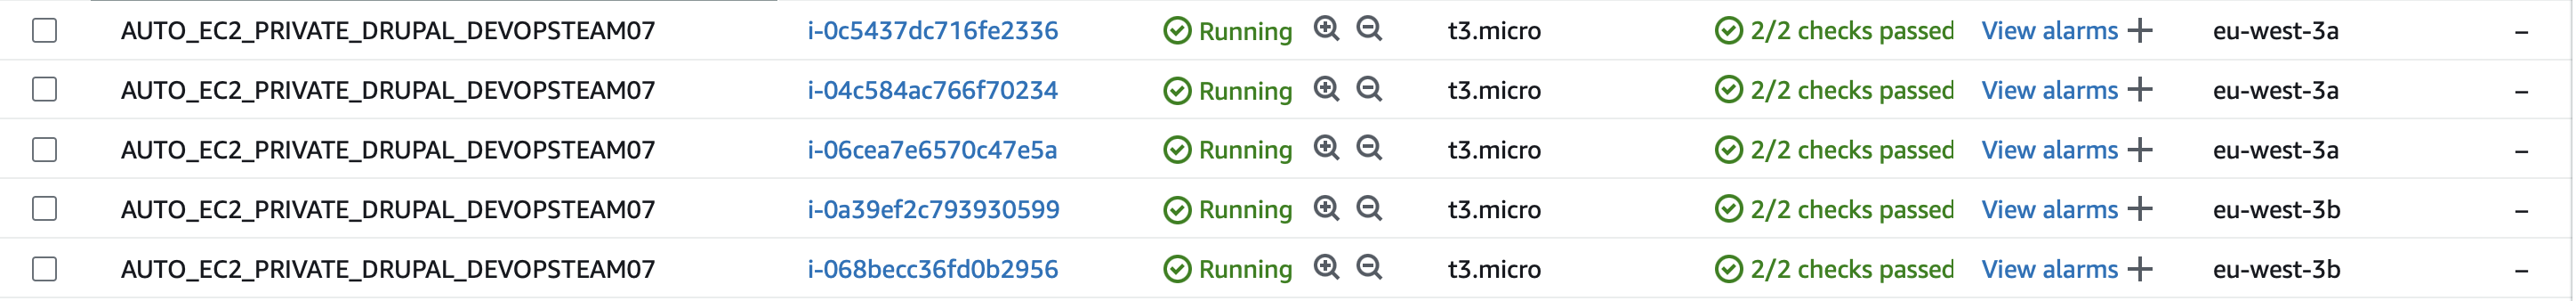 AUTO_EC2_PRIVATE_DRUPAL_DEVOPSTEAM07 i-0c5437dc716fe2336 Running t3.micro 2/2 checks passed View alarms + eu-west-3a –
AUTO_EC2_PRIVATE_DRUPAL_DEVOPSTEAM07 i-04c584ac766f70234 Running t3.micro 2/2 checks passed View alarms + eu-west-3a –
AUTO_EC2_PRIVATE_DRUPAL_DEVOPSTEAM07 i-06cea7e6570c47e5a Running t3.micro 2/2 checks passed View alarms + eu-west-3a –
AUTO_EC2_PRIVATE_DRUPAL_DEVOPSTEAM07 i-0a39ef2c793930599 Running t3.micro 2/2 checks passed View alarms + eu-west-3b –
AUTO_EC2_PRIVATE_DRUPAL_DEVOPSTEAM07 i-068becc36fd0b2956 Running t3.micro 2/2 checks passed View alarms + eu-west-3b –